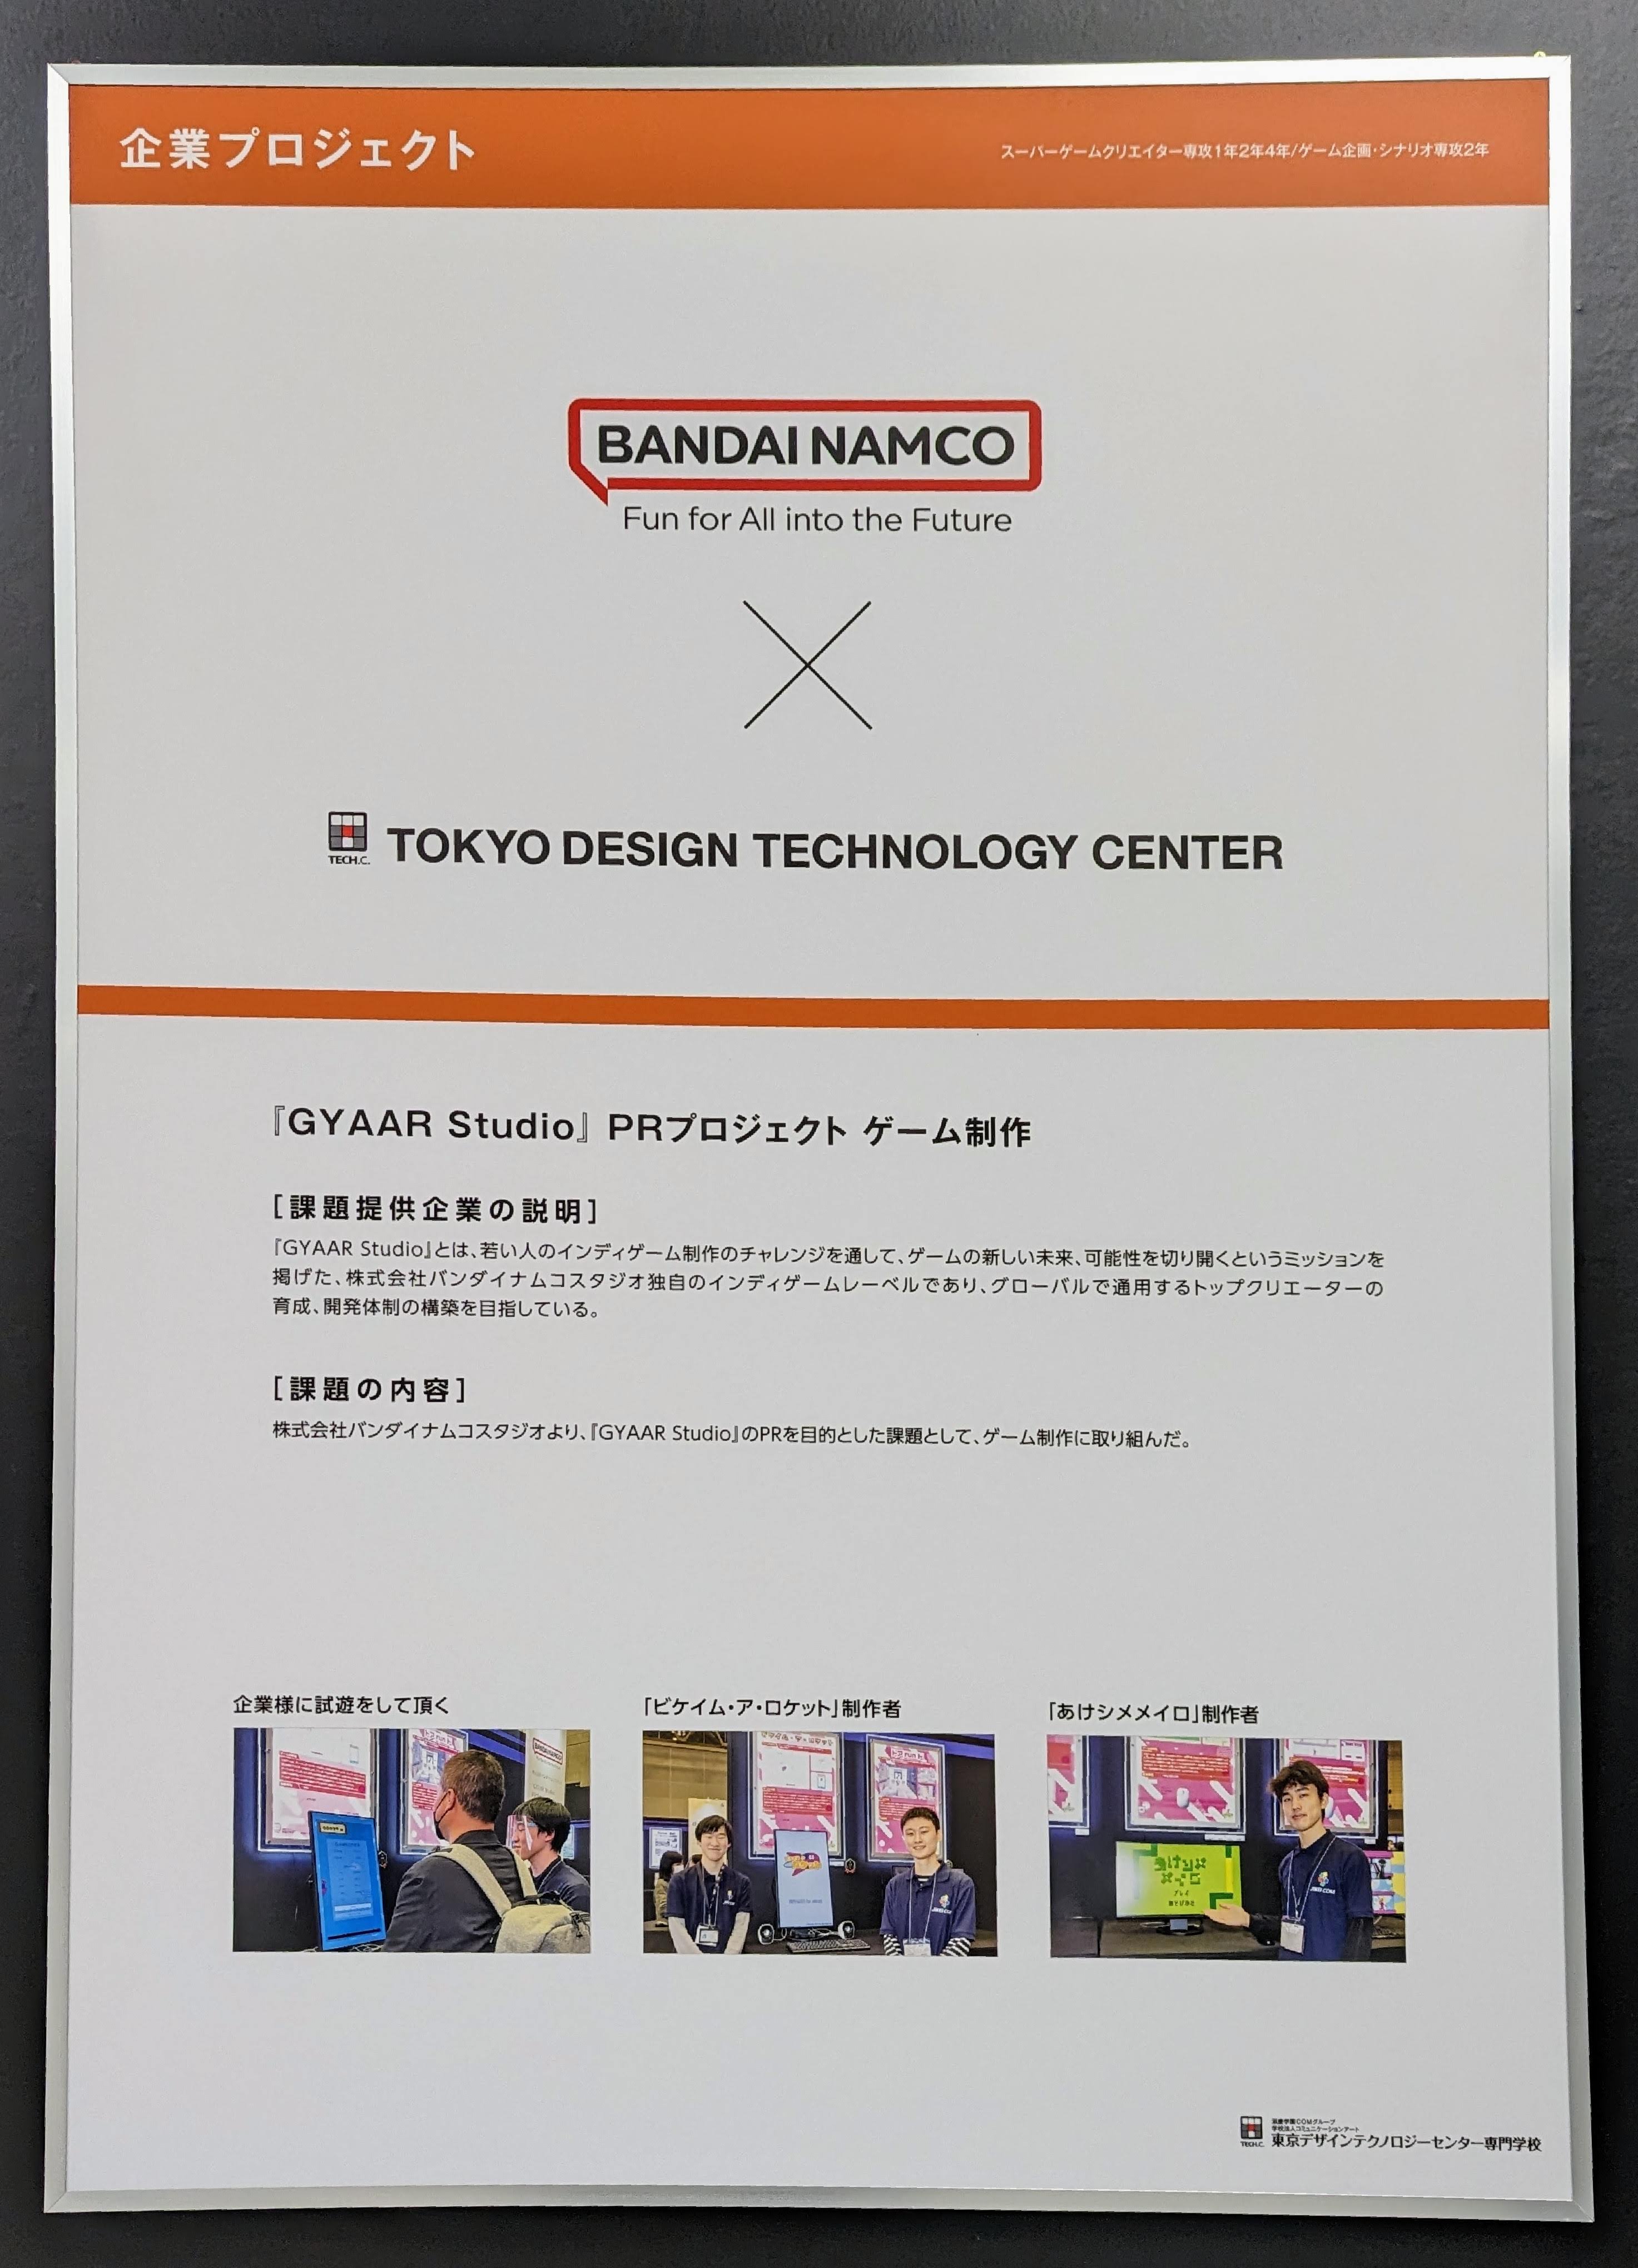 企業プロジェクト
スーパーゲームクリエイター専攻1年2年4年/ゲーム企画・シナリオ専攻2年
BANDAI NAMCO
Fun for All into the Future
TECH.C.
TOKYO DESIGN TECHNOLOGY CENTER
『GYAAR Studio』 PRプロジェクト ゲーム制作
[課題提供企業の説明]
『GYAAR Studio』とは、若い人のインディゲーム制作のチャレンジを通して、ゲームの新しい未来、可能性を切り開くというミッションを
掲げた、株式会社バンダイナムコスタジオ独自のインディゲームレーベルであり、グローバルで通用するトップクリエーターの
育成、開発体制の構築を目指している。
[課題の内容]
株式会社バンダイナムコスタジオより、『GYAAR Studio』のPRを目的とした課題として、ゲーム制作に取り組んだ。
企業様に試遊をして頂く
「ビケイム・ア・ロケット」制作者
「あけシメメイロ」制作者
BANDAI NAMCO
TECH.C.
滋慶学園COMグループ
学校法人コミュニケーションアート
東京デザインテクノロジーセンター専門学校